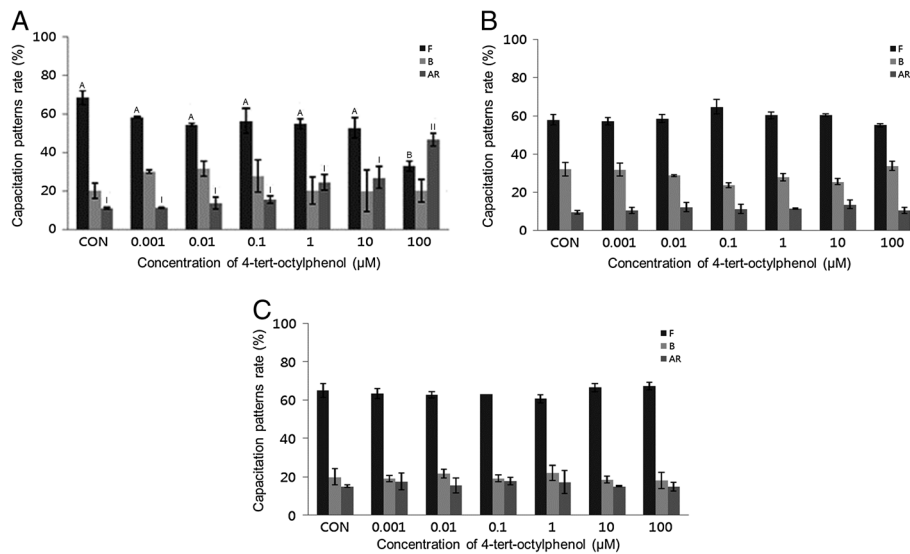 A
100
80
60
40
20
0
Capacitation patterns rate (%)
F
B
AR
A A A A A A B
I I I I I I II
CON 0.001 0.01 0.1 1 10 100
Concentration of 4-tert-octylphenol (μM)
B
100
80
60
40
20
0
Capacitation patterns rate (%)
F
B
AR
CON 0.001 0.01 0.1 1 10 100
Concentration of 4-tert-octylphenol (μM)
C
100
80
60
40
20
0
Capacitation patterns rate (%)
F
B
AR
CON 0.001 0.01 0.1 1 10 100
Concentration of 4-tert-octylphenol (μM)